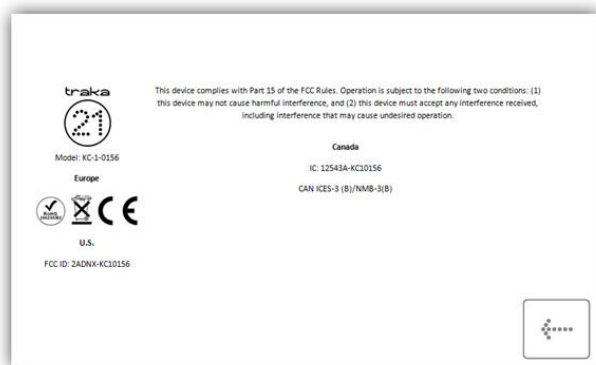 traka
21
Model: KC-1-0156
Europe
CE
U.S.
FCC ID: 2ADNX-KC10156
This device complies with Part 15 of the FCC Rules. Operation is subject to the following two conditions: (1)
this device may not cause harmful interference, and (2) this device must accept any interference received,
including interference that may cause undesired operation.
Canada
IC: 12543A-KC10156
CAN ICES-3 (B)/NMB-3(B)